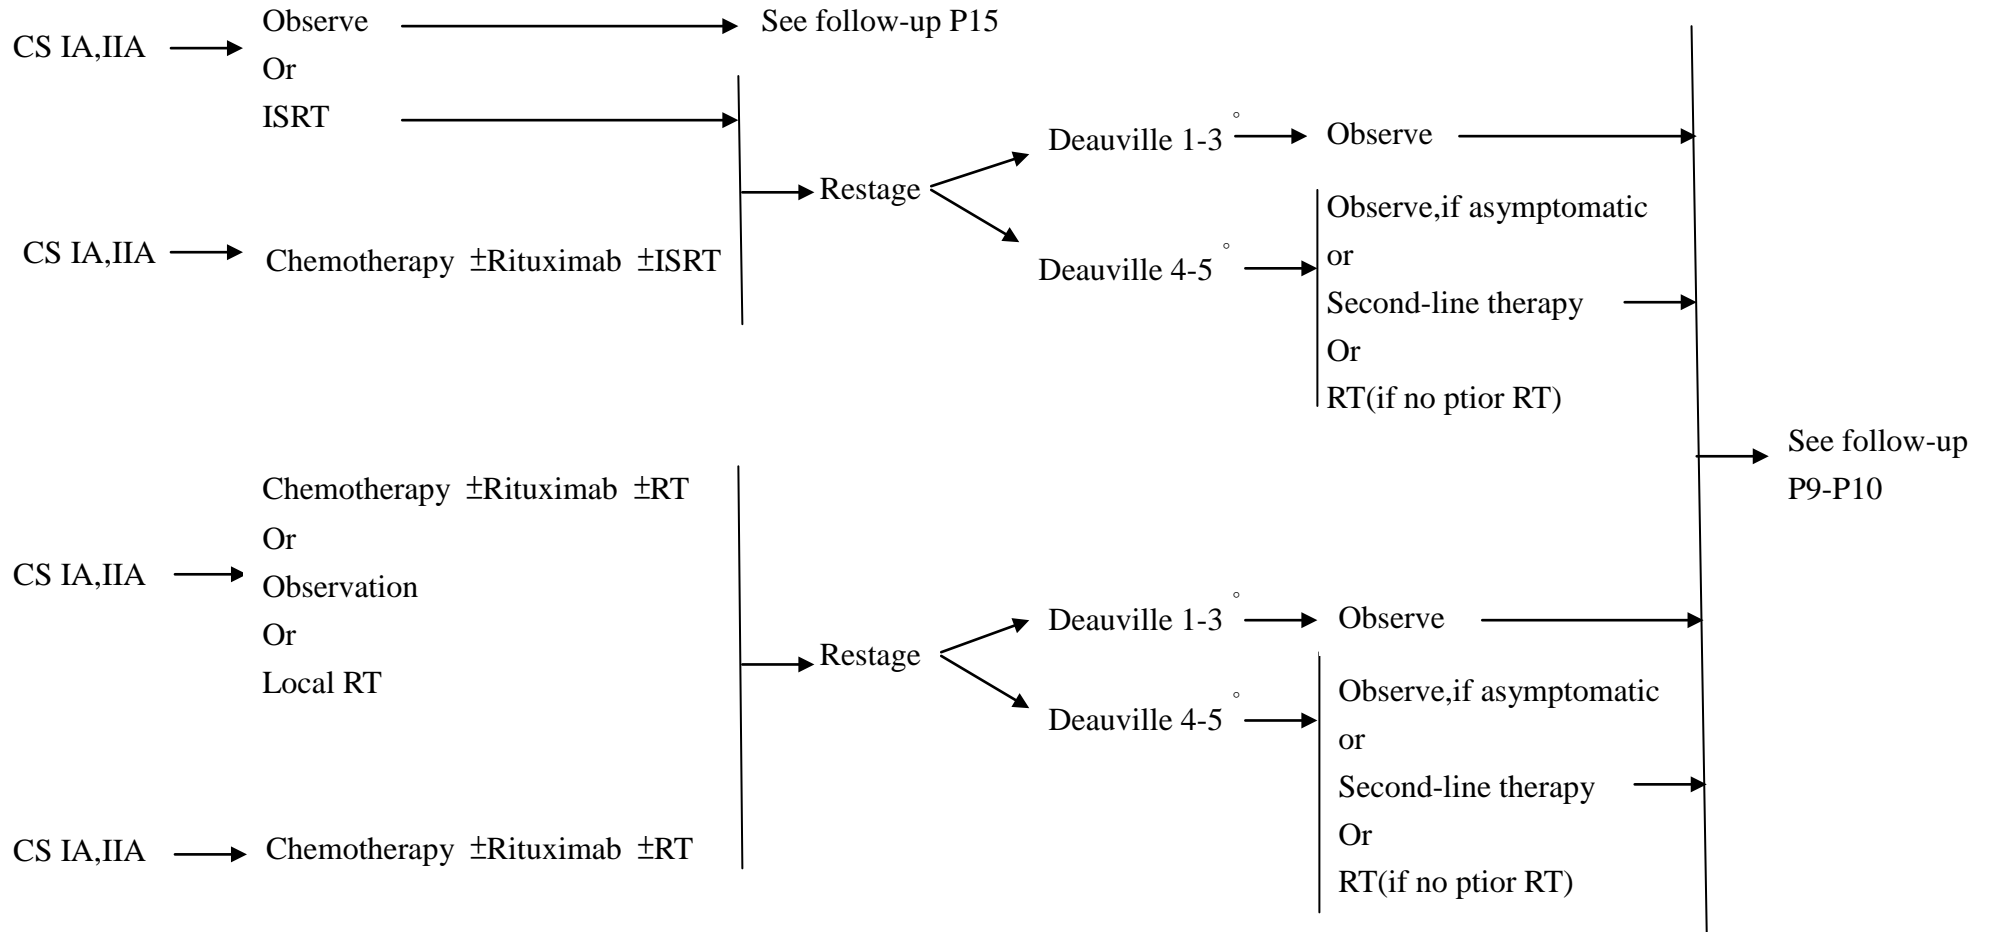 CS IA,IIA
Observe
Or
ISRT
See follow-up P15
CS IA,IIA
Chemotherapy ±Rituximab ±ISRT
Restage
Deauville 1-3 °
Observe
Deauville 4-5 °
Observe,if asymptomatic
or
Second-line therapy
Or
RT(if no ptior RT)
CS IA,IIA
Chemotherapy ±Rituximab ±RT
Or
Observation
Or
Local RT
CS IA,IIA
Chemotherapy ±Rituximab ±RT
Restage
Deauville 1-3 °
Observe
Deauville 4-5 °
Observe,if asymptomatic
or
Second-line therapy
Or
RT(if no ptior RT)
See follow-up
P9-P10